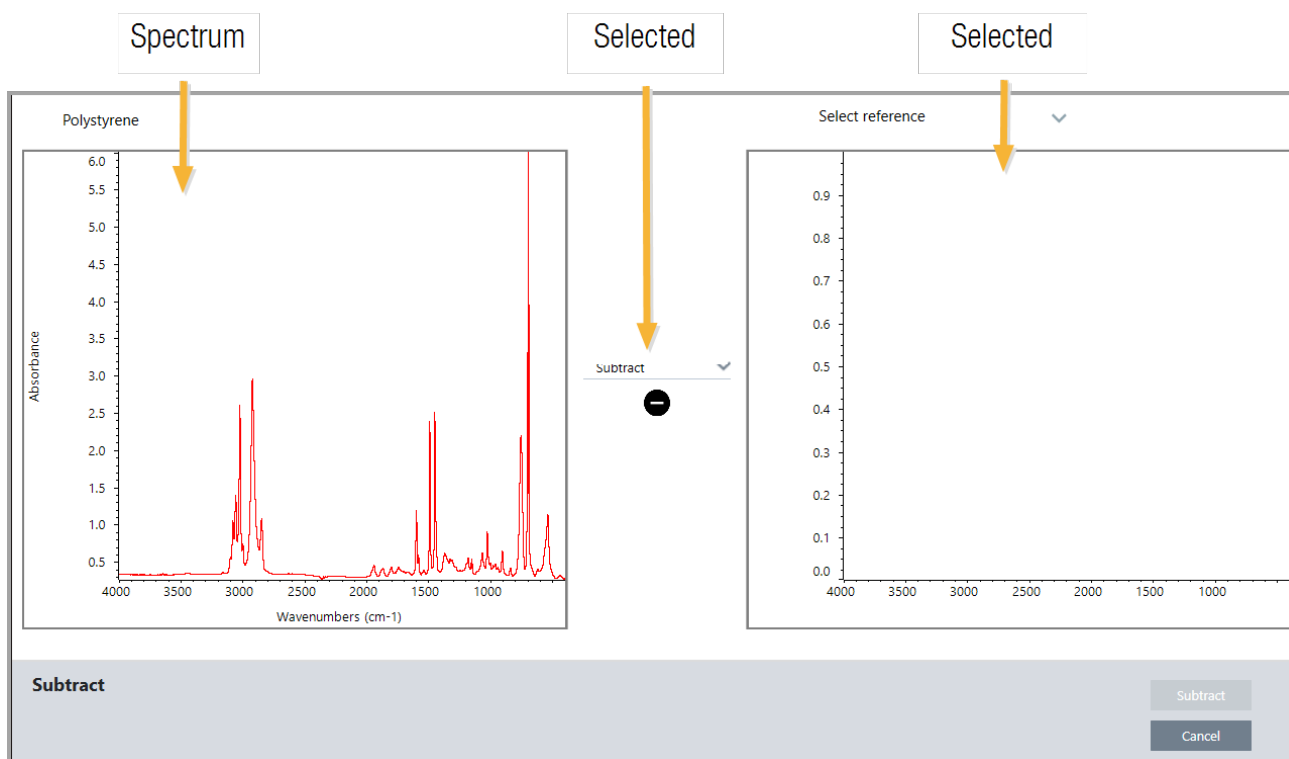 Spectrum
Selected
Selected
Polystyrene
Select reference
6.0
5.5
5.0
4.5
4.0
3.5
3.0
2.5
2.0
1.5
1.0
0.5
Absorbance
4000 3500 3000 2500 2000 1500 1000
Wavenumbers (cm-1)
Subtract
0.9
0.8
0.7
0.6
0.5
0.4
0.3
0.2
0.1
0.0
4000 3500 3000 2500 2000 1500 1000
Subtract
Subtract
Cancel